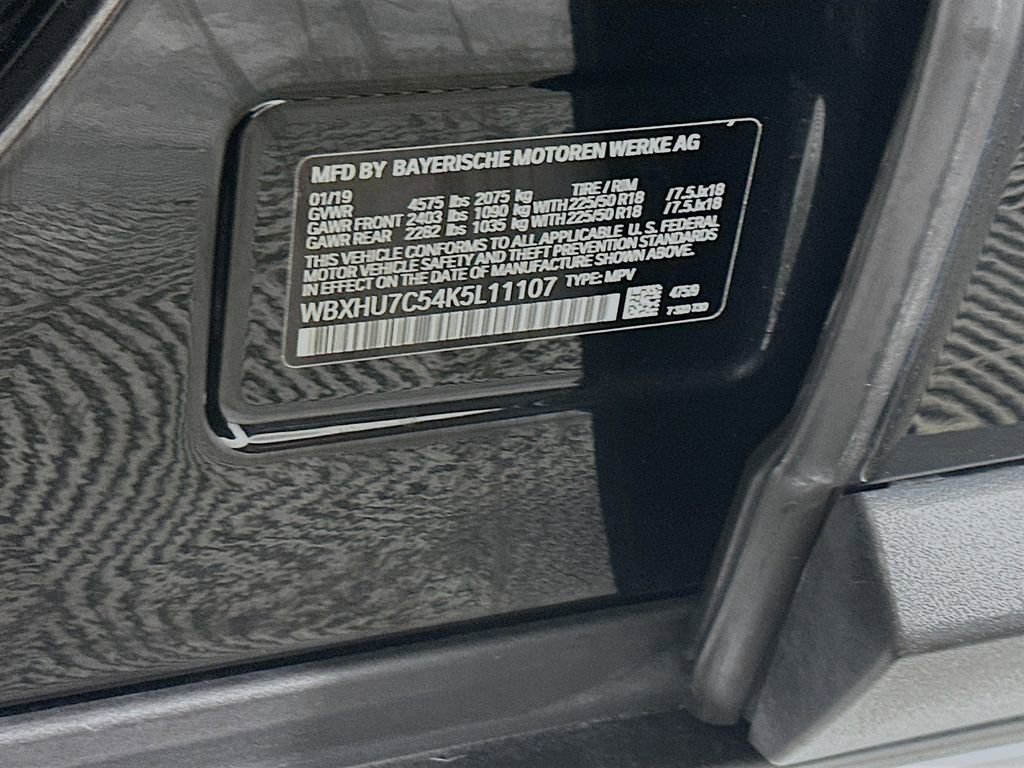 MFD BY BAYERISCHE MOTOREN WERKE AG
01/19 TIRE / RIM
GVWR 4575 lbs 2075 kg
GAWR FRONT 2403 lbs 1090 kg WITH 225/50 R18 /7.5Jx18
GAWR REAR 2282 lbs 1035 kg WITH 225/50 R18 /7.5Jx18
THIS VEHICLE CONFORMS TO ALL APPLICABLE U.S. FEDERAL
MOTOR VEHICLE SAFETY AND THEFT PREVENTION STANDARDS
IN EFFECT ON THE DATE OF MANUFACTURE SHOWN ABOVE.
WBXHU7C54K5L11107 TYPE: MPV